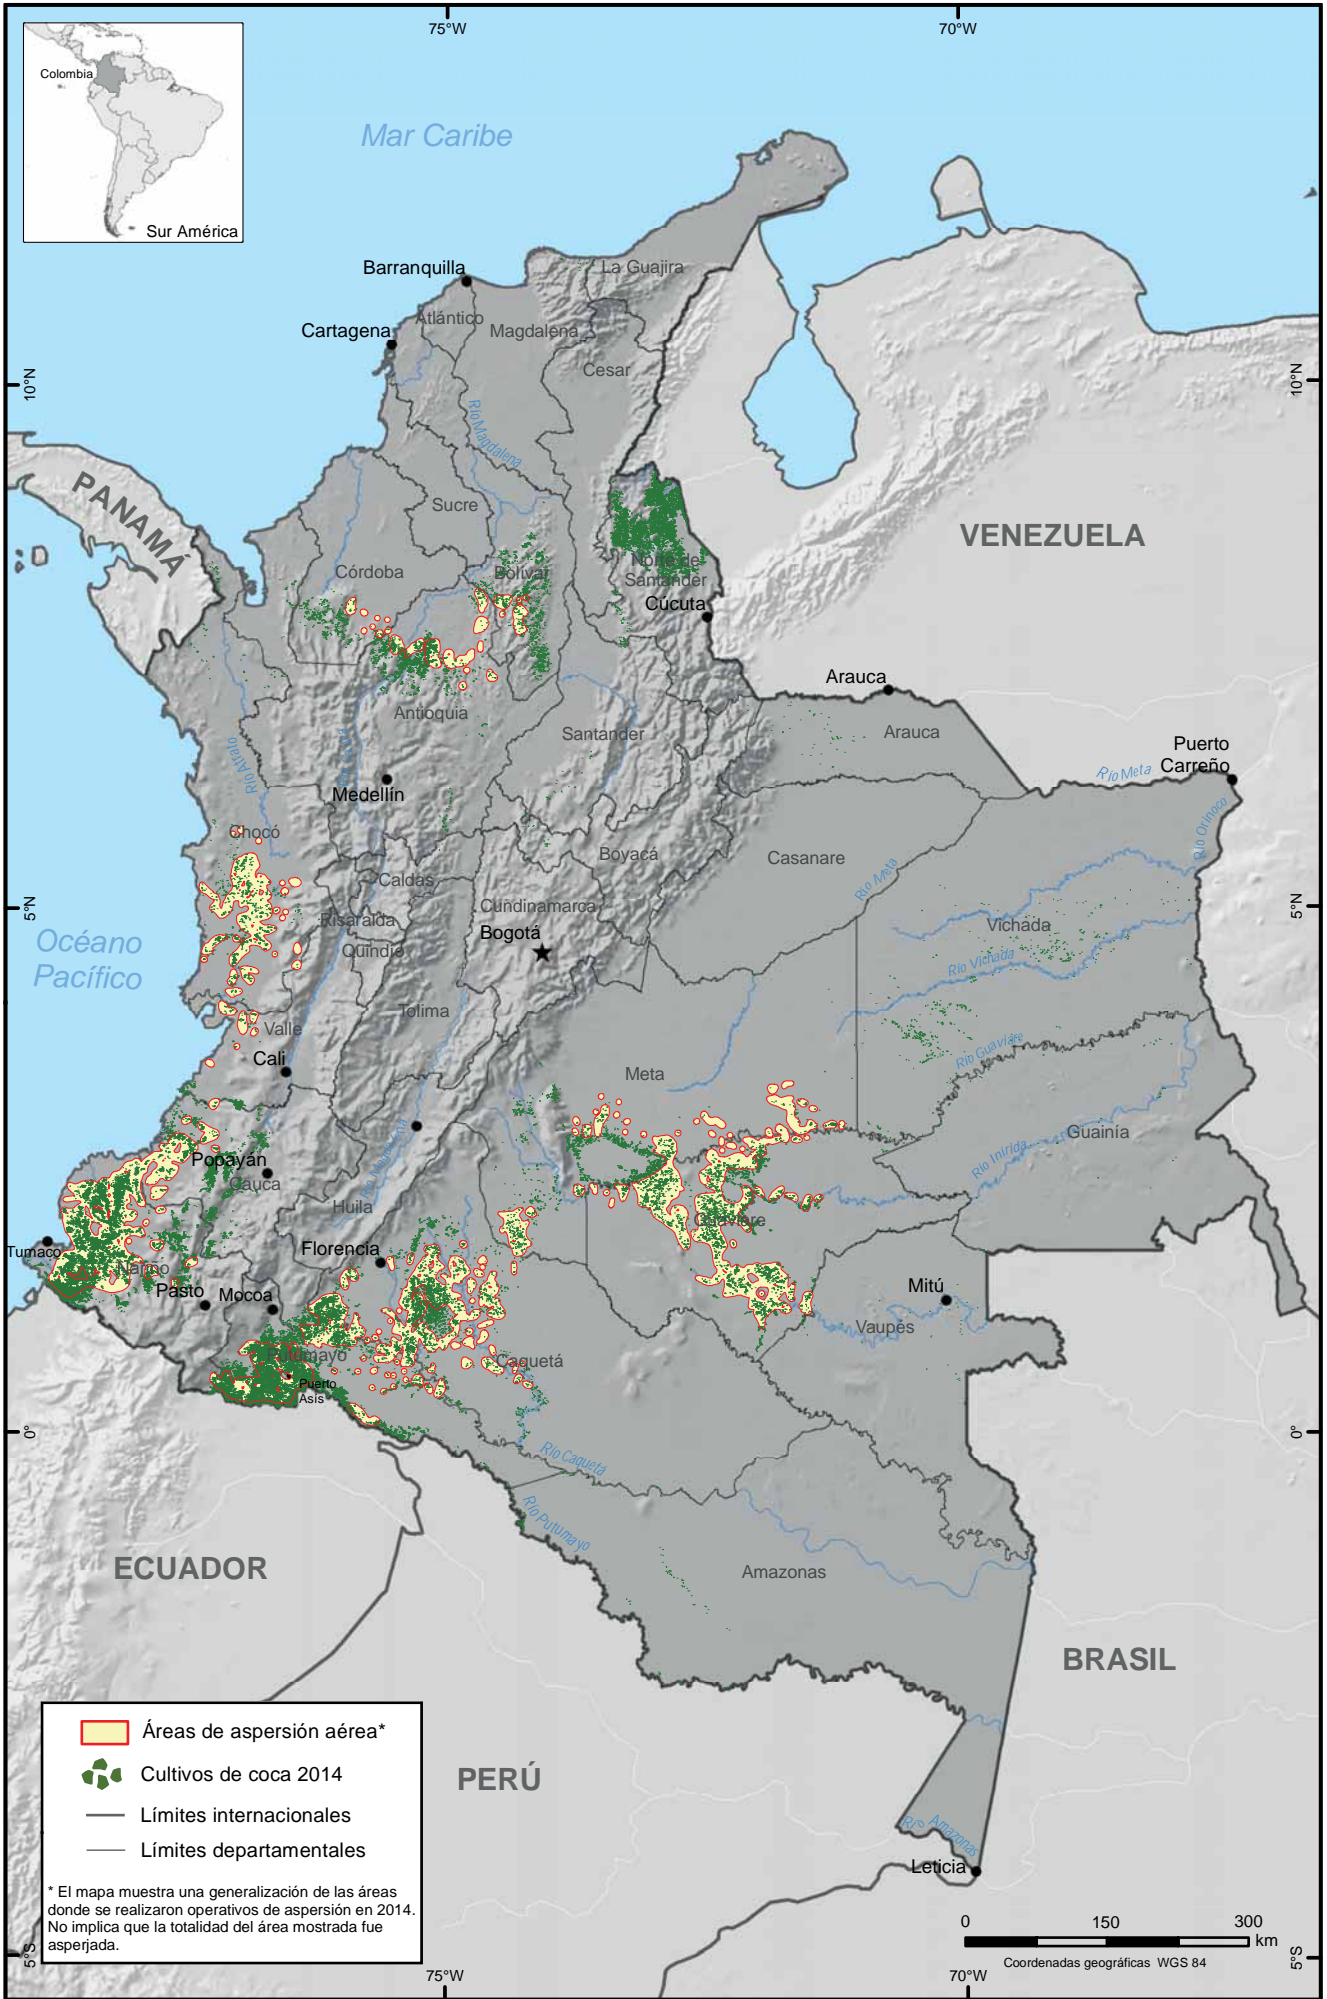 75°W
70°W
Colombia
Sur América
Mar Caribe
La Guajira
Barranquilla
Atlántico
Magdalena
Cartagena
Cesar
10°N
10°N
Río Magdalena
PANAMÁ
Sucre
VENEZUELA
Córdoba
Bolívar
Norte de
Santander
Cúcuta
Arauca
Antioquia
Santander
Arauca
Puerto
Carreño
Río Meta
Río Atrato
Medellín
Río Orinoco
Chocó
Boyacá
Casanare
Río Meta
Caldas
5°N
Risaralda
Cundinamarca
5°N
Océano
Pacífico
Quindío
Bogotá
Vichada
Río Vichada
Tolima
Valle
Río Guaviare
Cali
Meta
Guainía
Río Magdalena
Popayán
Río Inírida
Cauca
Huila
Guaviare
Tumaco
Florencia
Nariño
Pasto
Mocoa
Mitú
Vaupés
Putumayo
Caquetá
Puerto
Asís
0°
0°
Río Caquetá
Río Putumayo
ECUADOR
Amazonas
BRASIL
Áreas de aspersión aérea*
Cultivos de coca 2014
PERÚ
Límites internacionales
Límites departamentales
Río Amazonas
Leticia
* El mapa muestra una generalización de las áreas
donde se realizaron operativos de aspersión en 2014.
No implica que la totalidad del área mostrada fue
asperjada.
0 150 300
km
Coordenadas geográficas WGS 84
5°S
5°S
75°W
70°W